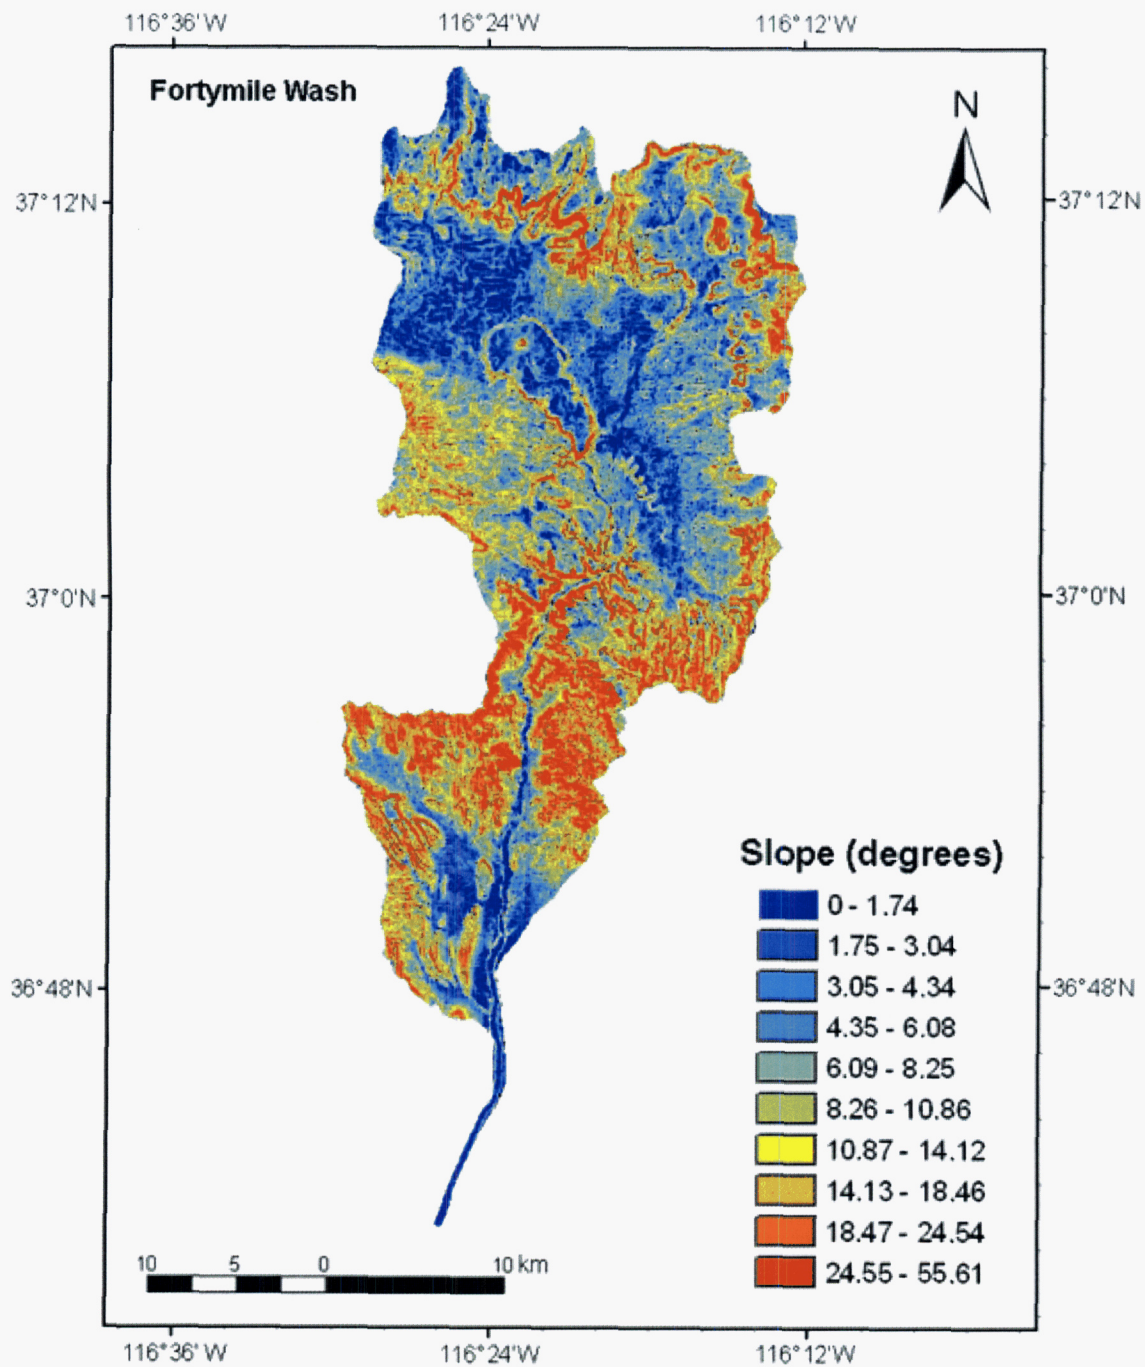 116°36'W 116°24'W 116°12'W
Fortymile Wash
N
37°12'N 37°12'N
37°0'N 37°0'N
Slope (degrees)
0 - 1.74
1.75 - 3.04
36°48'N 36°48'N
3.05 - 4.34
4.35 - 6.08
6.09 - 8.25
8.26 - 10.86
10.87 - 14.12
14.13 - 18.46
18.47 - 24.54
24.55 - 55.61
10 5 0 10 km
116°36'W 116°24'W 116°12'W